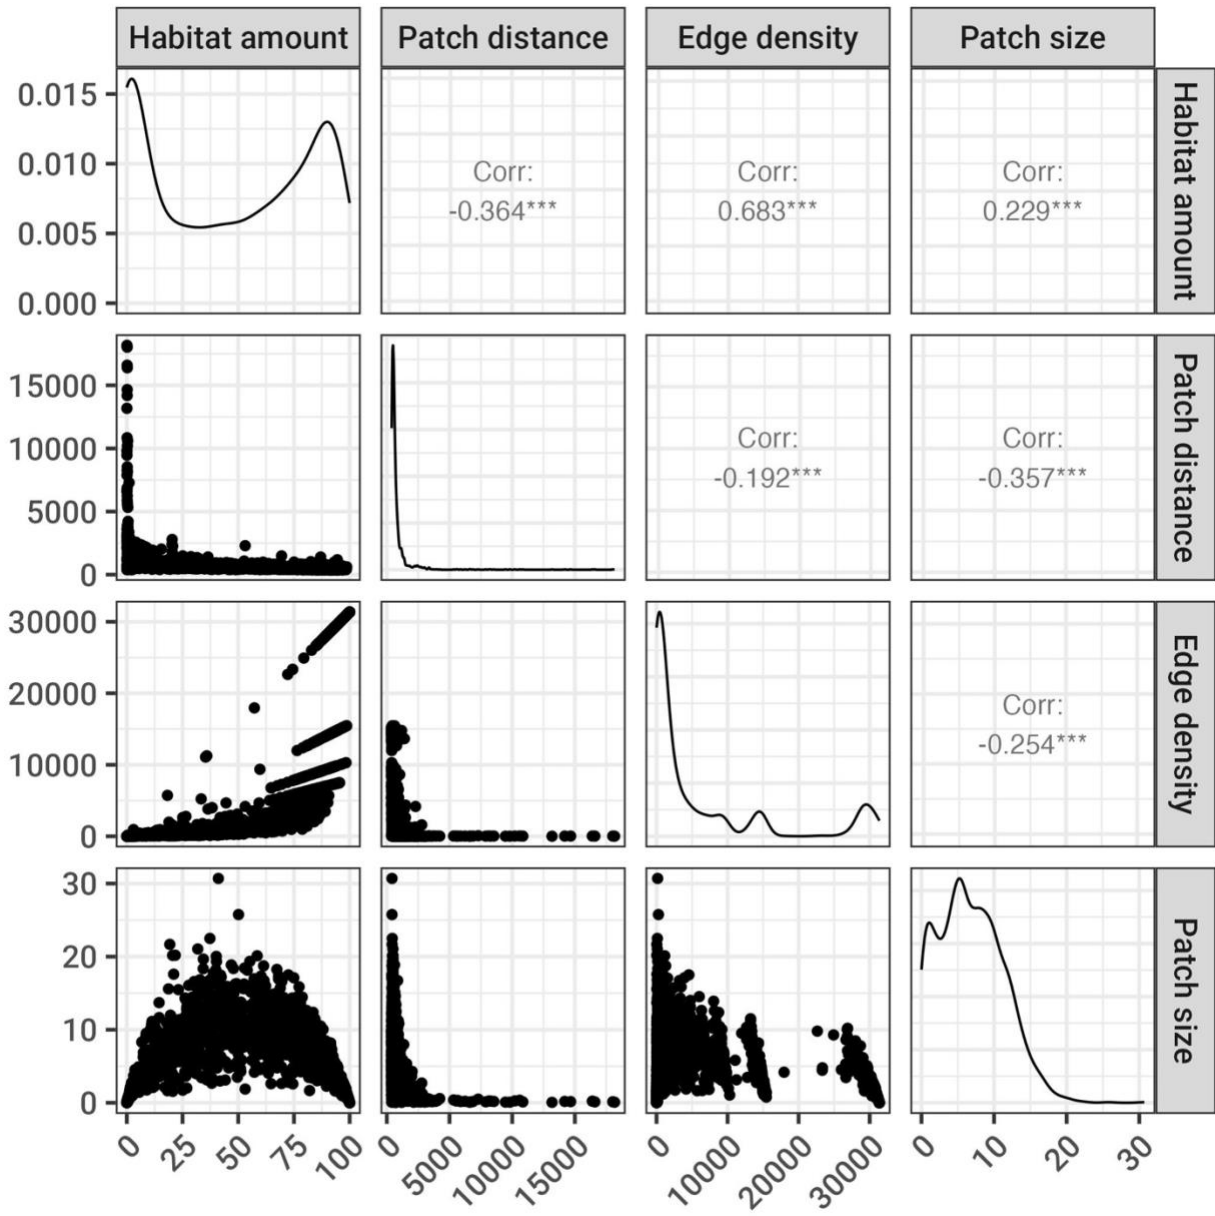 Habitat amount
Patch distance
Edge density
Patch size
0.015
0.010
0.005
0.000
Corr:
-0.364***
Corr:
0.683***
Corr:
0.229***
Habitat amount
15000
10000
5000
0
Corr:
-0.192***
Corr:
-0.357***
Patch distance
30000
20000
10000
0
Corr:
-0.254***
Edge density
30
20
10
0
Patch size
0
25
50
75
100
0
5000
10000
15000
0
10000
20000
30000
0
10
20
30